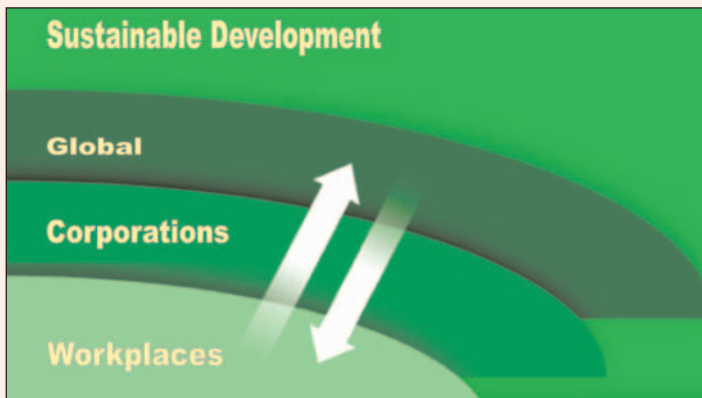 Sustainable Development
Global
Corporations
Workplaces